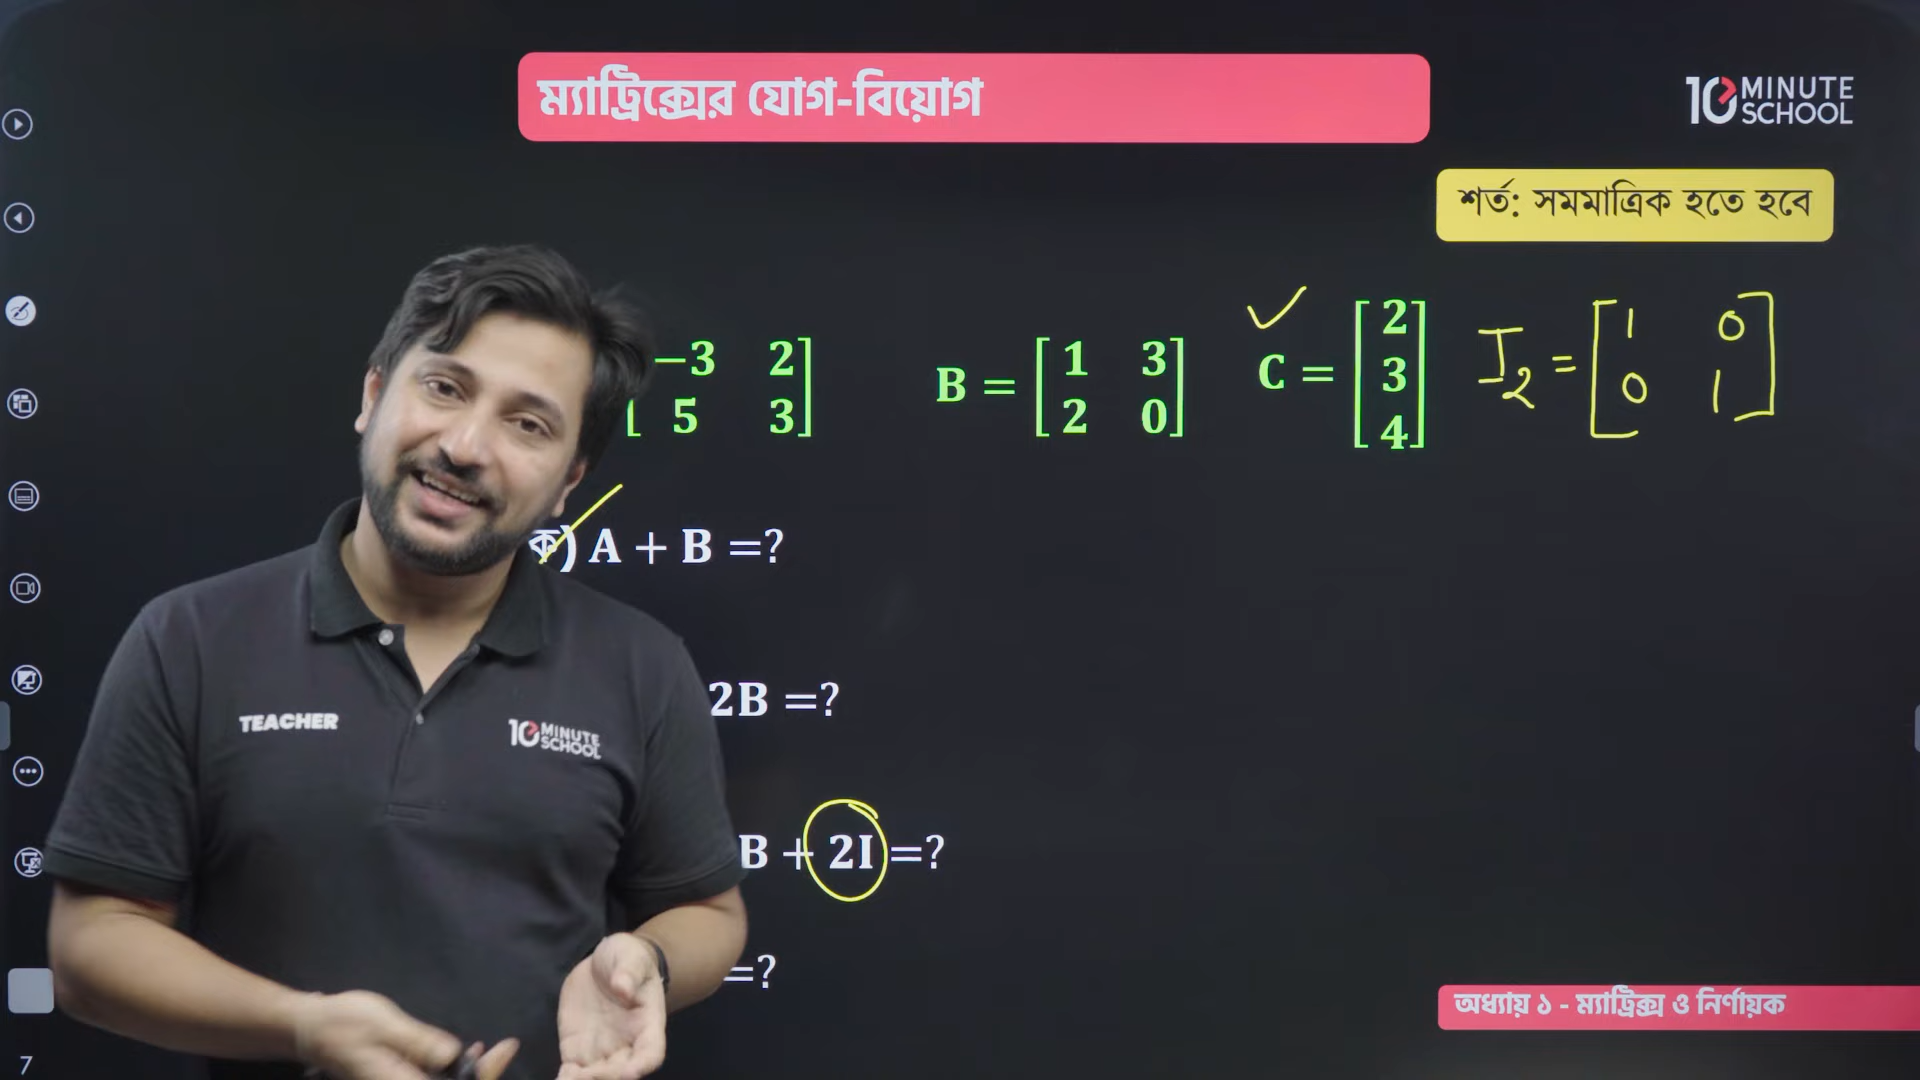 ম্যাট্রিক্সের যোগ-বিয়োগ
10 MINUTE SCHOOL
শর্ত: সমমাত্রিক হতে হবে
[−3 2
5 3]
B = [1 3
2 0]
C = [2
3
4]
I₂ = [1 0
0 1]
ক) A + B =?
2B =?
B + 2I =?
=?
TEACHER
10 MINUTE SCHOOL
অধ্যায় ১ - ম্যাট্রিক্স ও নির্ণায়ক
7